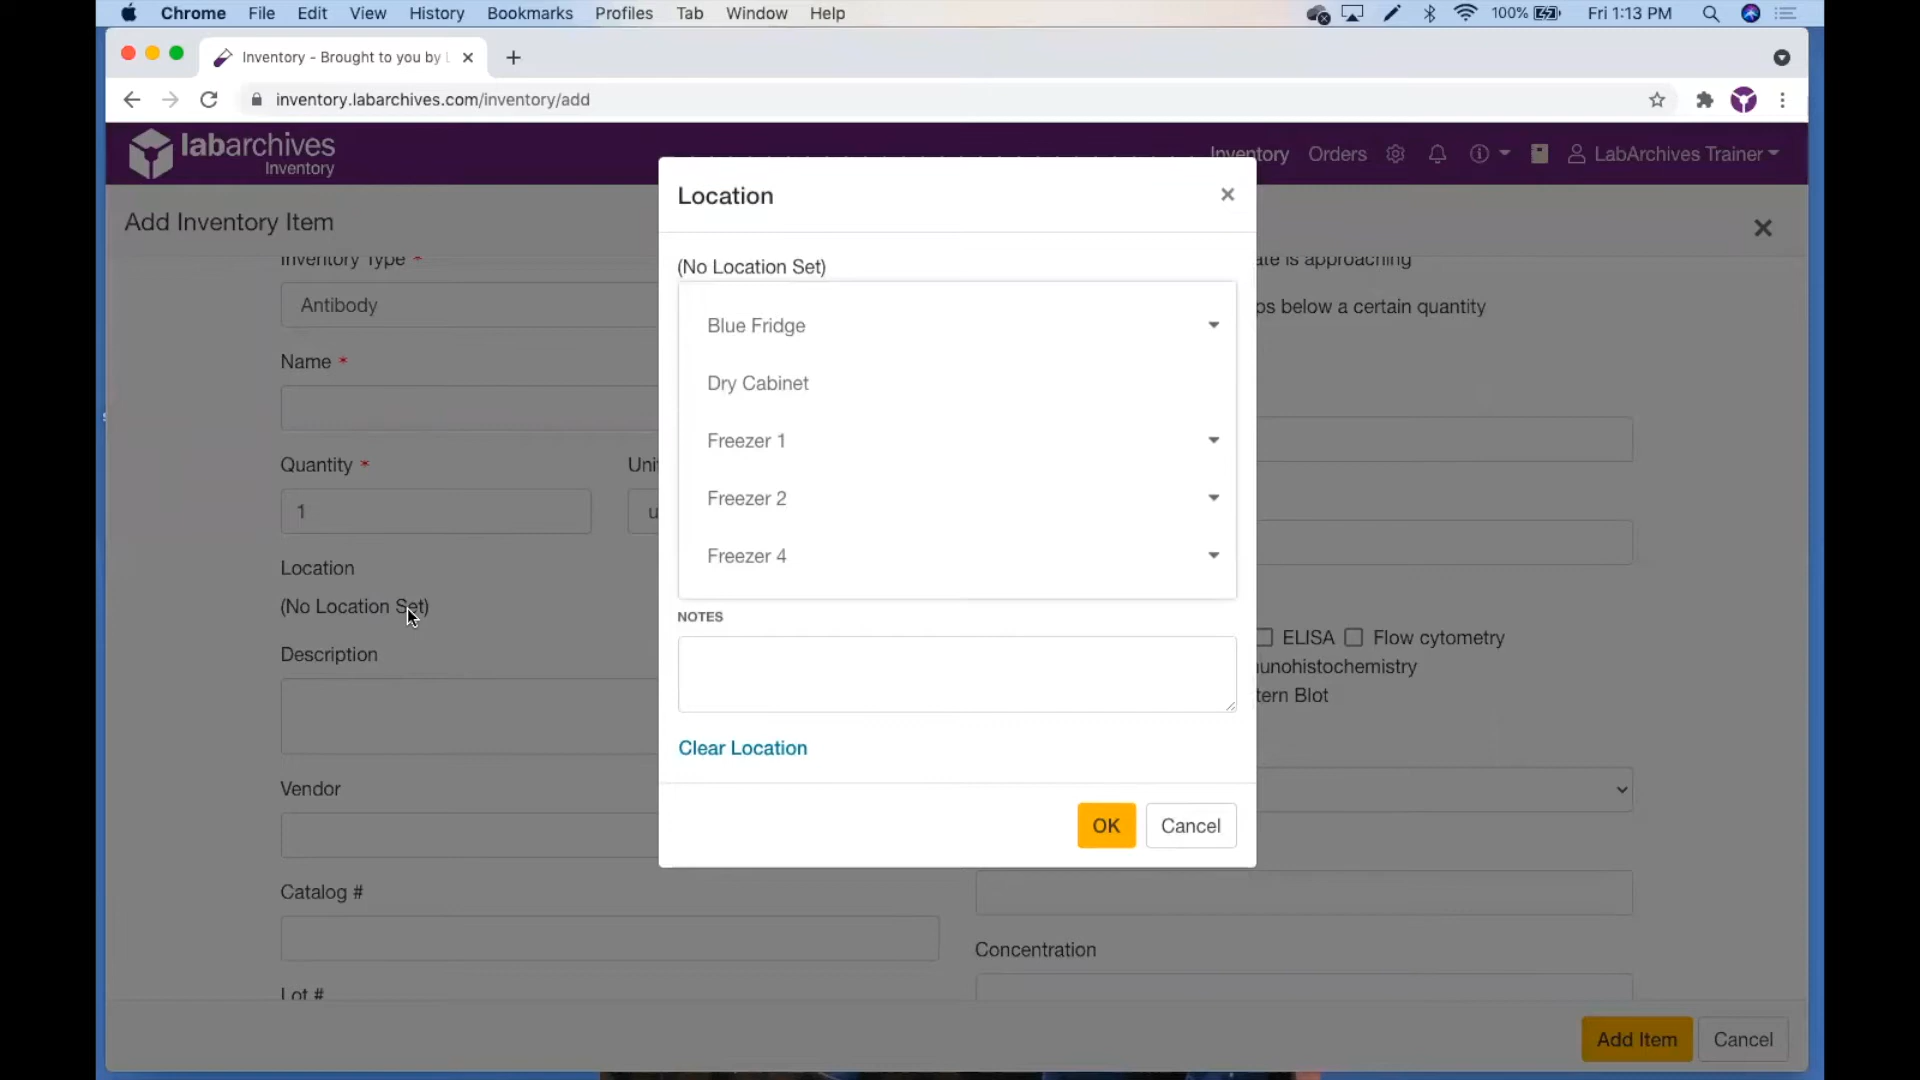 Chrome File Edit View History Bookmarks Profiles Tab Window Help 100% Fri 1:13 PM
Inventory - Brought to you by
inventory.labarchives.com/inventory/add
labarchives
Inventory
Inventory Orders LabArchives Trainer
Add Inventory Item
Location
(No Location Set)
Blue Fridge
Dry Cabinet
Freezer 1
Freezer 2
Freezer 4
NOTES
Clear Location
OK Cancel
Inventory Type *
Antibody
Name *
Quantity *
1
Location
(No Location Set)
Description
Vendor
Catalog #
Lot #
is approaching
below a certain quantity
ELISA Flow cytometry
Blot
Concentration
Add Item Cancel